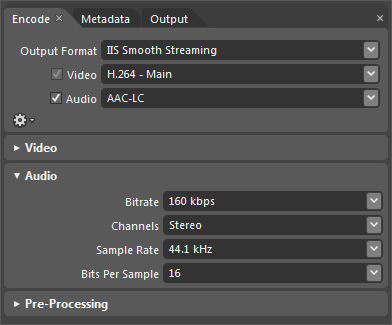 Encode × Metadata Output ×
Output Format IIS Smooth Streaming
Video H.264 - Main
Audio AAC-LC
Video
Audio
Bitrate 160 kbps
Channels Stereo
Sample Rate 44.1 kHz
Bits Per Sample 16
Pre-Processing